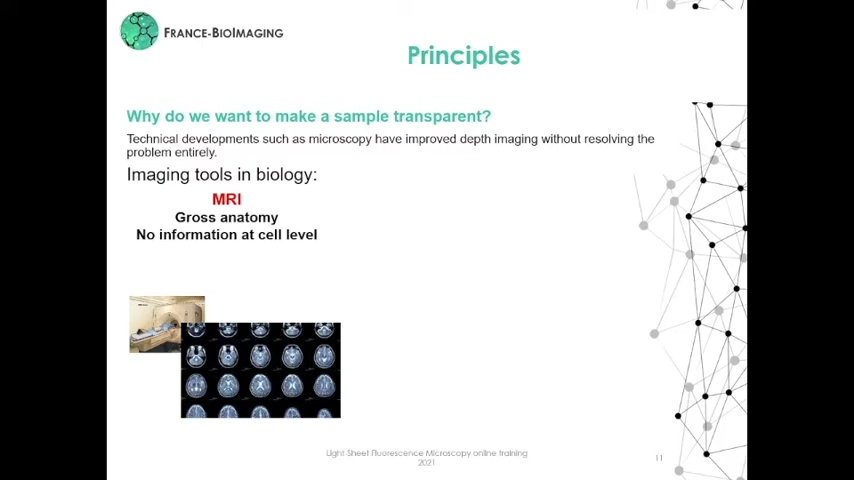 FRANCE-BIOIMAGING
Principles
Why do we want to make a sample transparent?
Technical developments such as microscopy have improved depth imaging without resolving the
problem entirely.
Imaging tools in biology:
MRI
Gross anatomy
No information at cell level
Light-Sheet Fluorescence Microscopy online training
2021
11